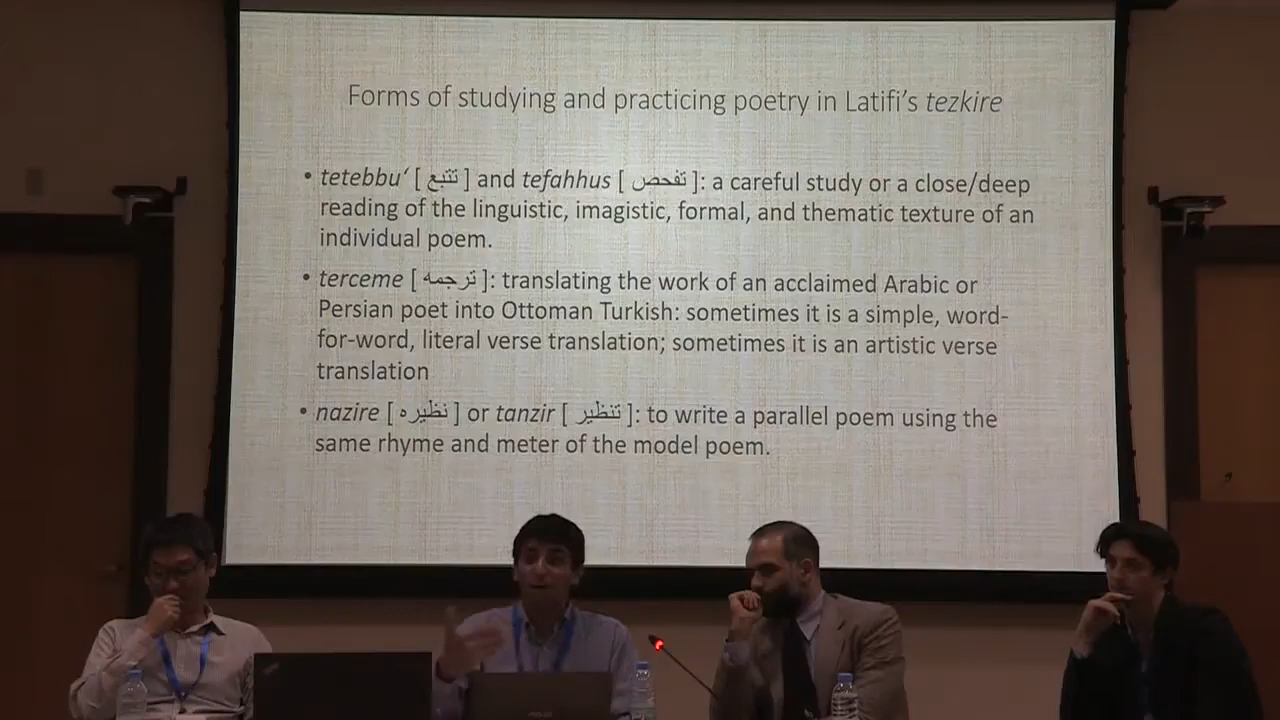 Forms of studying and practicing poetry in Latifi's tezkire
• tetebbu' [ تتبع ] and tefahhus [ تفحص ]: a careful study or a close/deep
reading of the linguistic, imagistic, formal, and thematic texture of an
individual poem.
• terceme [ ترجمه ]: translating the work of an acclaimed Arabic or
Persian poet into Ottoman Turkish: sometimes it is a simple, word-
for-word, literal verse translation; sometimes it is an artistic verse
translation
• nazire [ نظيره ] or tanzir [ تنظير ]: to write a parallel poem using the
same rhyme and meter of the model poem.
ASUS